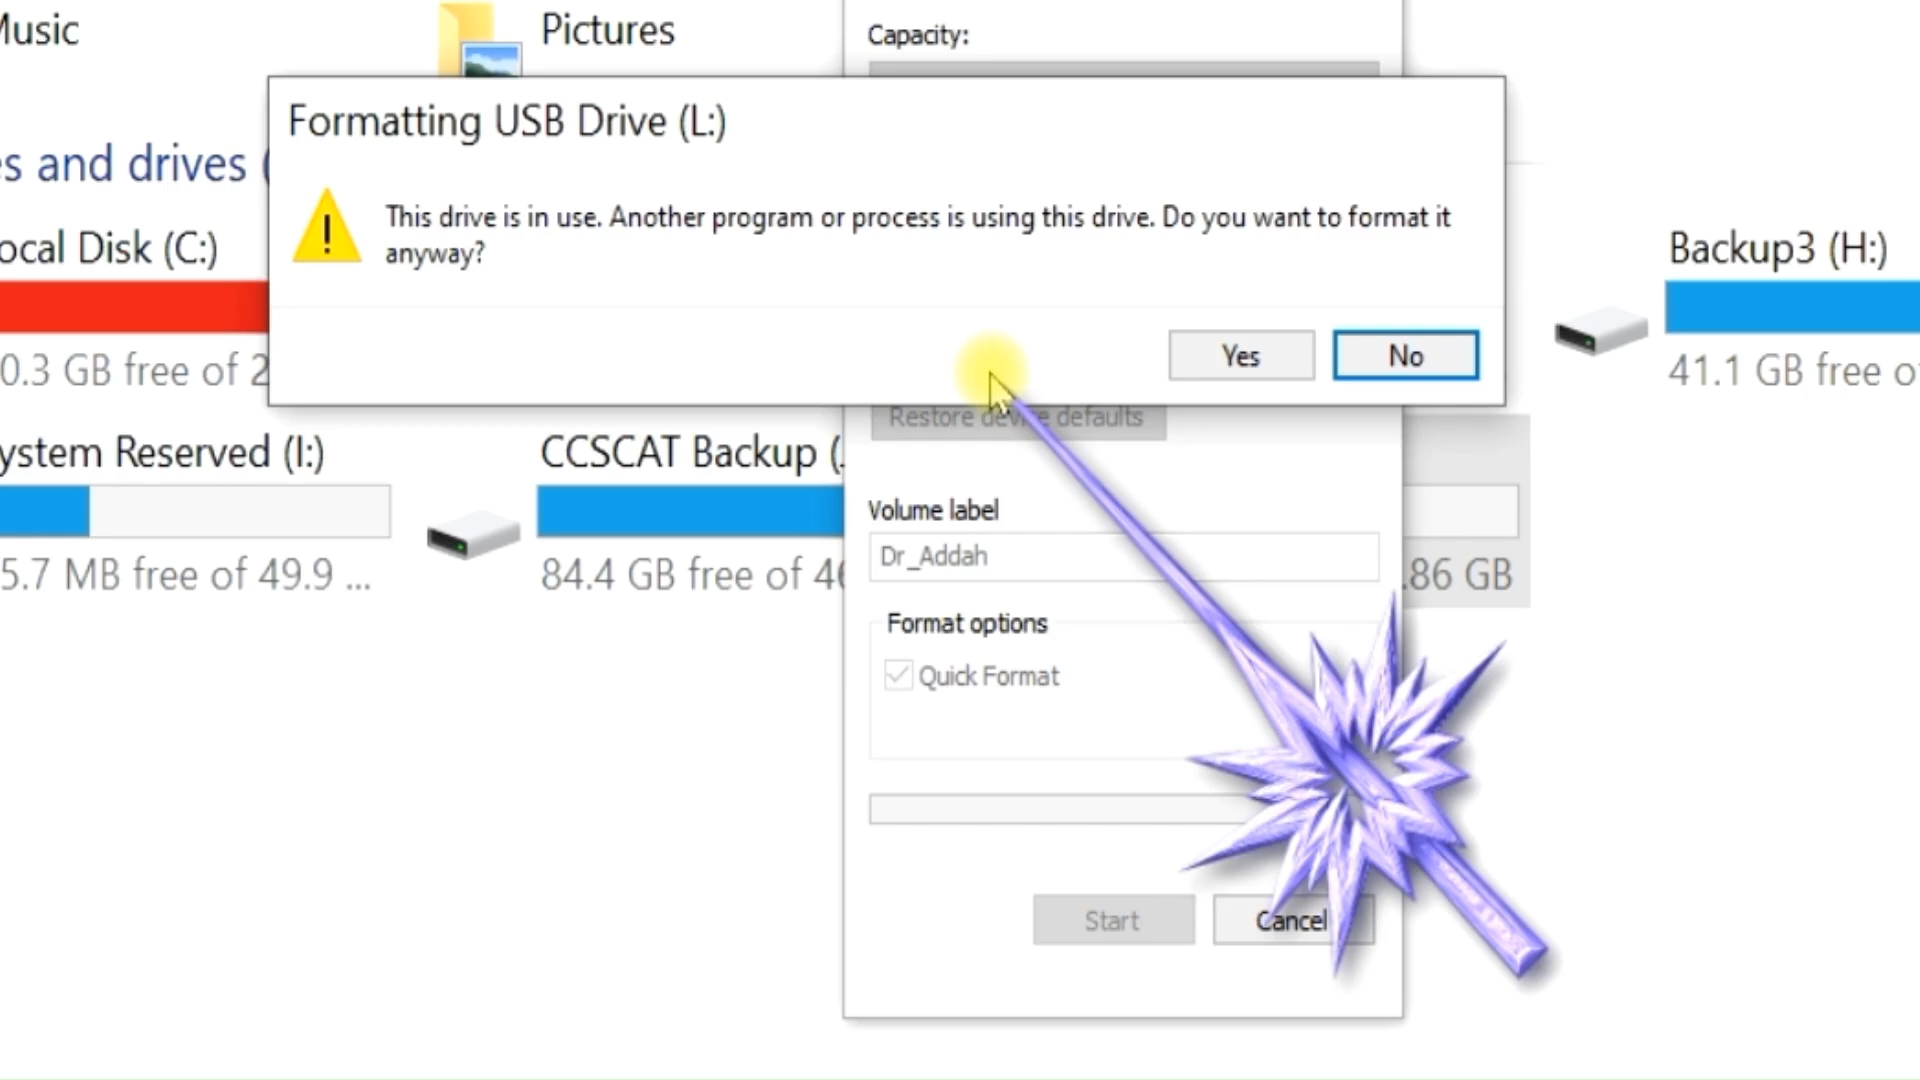 Music
Pictures
Capacity:
Formatting USB Drive (L:)
es and drives (
This drive is in use. Another program or process is using this drive. Do you want to format it
anyway?
ocal Disk (C:)
Backup3 (H:)
Yes
No
0.3 GB free of 2
41.1 GB free o
Restore device defaults
ystem Reserved (I:)
CCSCAT Backup (
Volume label
Dr_Addah
5.7 MB free of 49.9 ...
84.4 GB free of 4
.86 GB
Format options
Quick Format
Start
Cancel